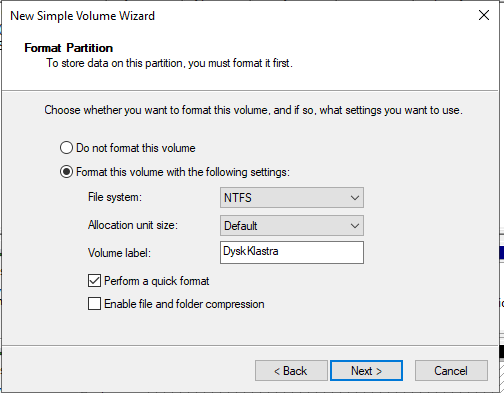 New Simple Volume Wizard
Format Partition
To store data on this partition, you must format it first.
Choose whether you want to format this volume, and if so, what settings you want to use.
Do not format this volume
Format this volume with the following settings:
File system: NTFS
Allocation unit size: Default
Volume label: DyskKlastra
Perform a quick format
Enable file and folder compression
< Back Next > Cancel